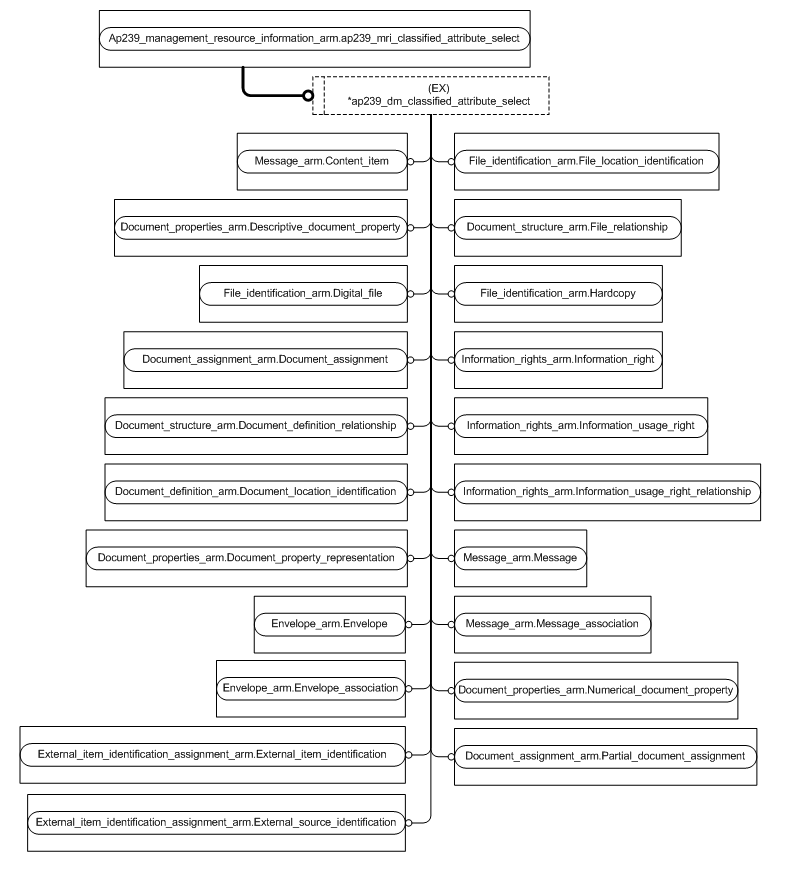 Ap239_management_resource_information_arm.ap239_mri_classified_attribute_select
(EX)
*ap239_dm_classified_attribute_select
Message_arm.Content_item
File_identification_arm.File_location_identification
Document_properties_arm.Descriptive_document_property
Document_structure_arm.File_relationship
File_identification_arm.Digital_file
File_identification_arm.Hardcopy
Document_assignment_arm.Document_assignment
Information_rights_arm.Information_right
Document_structure_arm.Document_definition_relationship
Information_rights_arm.Information_usage_right
Document_definition_arm.Document_location_identification
Information_rights_arm.Information_usage_right_relationship
Document_properties_arm.Document_property_representation
Message_arm.Message
Envelope_arm.Envelope
Message_arm.Message_association
Envelope_arm.Envelope_association
Document_properties_arm.Numerical_document_property
External_item_identification_assignment_arm.External_item_identification
Document_assignment_arm.Partial_document_assignment
External_item_identification_assignment_arm.External_source_identification